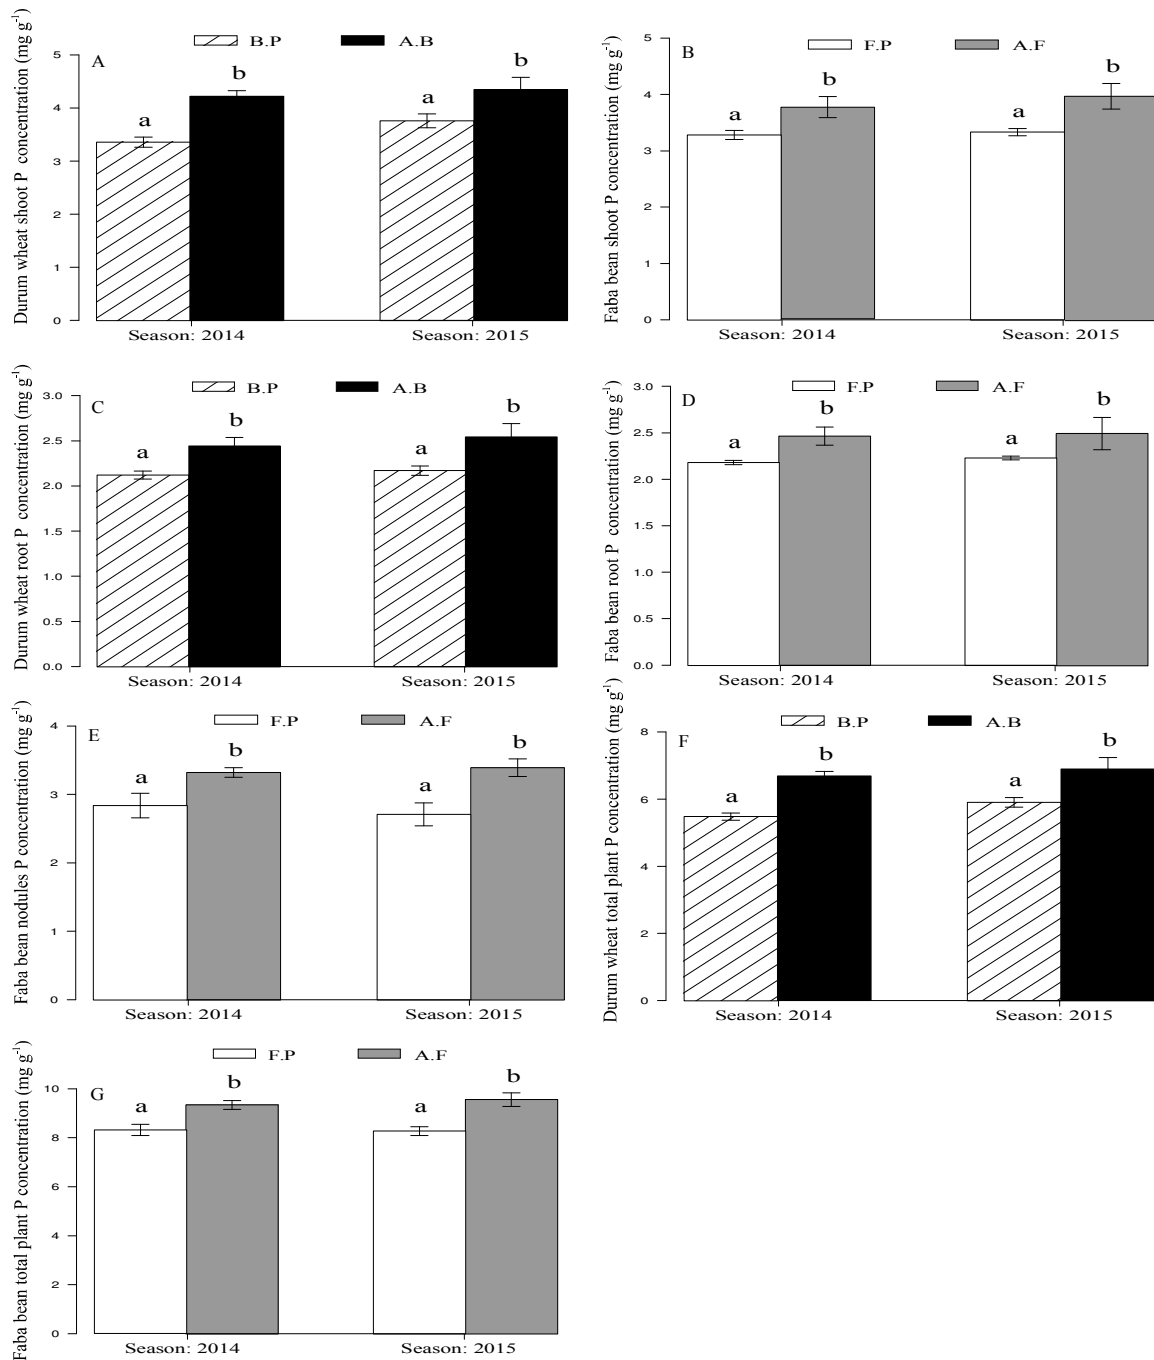 A
B.P A.B
Durum wheat shoot P concentration (mg g-1)
5
4
3
2
1
0
a
b
a
b
Season: 2014
Season: 2015
B
F.P A.F
Faba bean shoot P concentration (mg g-1)
5
4
3
2
1
0
a
b
a
b
Season: 2014
Season: 2015
C
B.P A.B
Durum wheat root P concentration (mg g-1)
3.0
2.5
2.0
1.5
1.0
0.5
0.0
a
b
a
b
Season: 2014
Season: 2015
D
F.P A.F
Faba bean root P concentration (mg g-1)
3.0
2.5
2.0
1.5
1.0
0.5
0.0
a
b
a
b
Season: 2014
Season: 2015
E
F.P A.F
Faba bean nodules P concentration (mg g-1)
4
3
2
1
0
a
b
a
b
Season: 2014
Season: 2015
F
B.P A.B
Durum wheat total plant P concentration (mg g-1)
8
6
4
2
0
a
b
a
b
Season: 2014
Season: 2015
G
F.P A.F
Faba bean total plant P concentration (mg g-1)
10
8
6
4
2
0
a
b
a
b
Season: 2014
Season: 2015